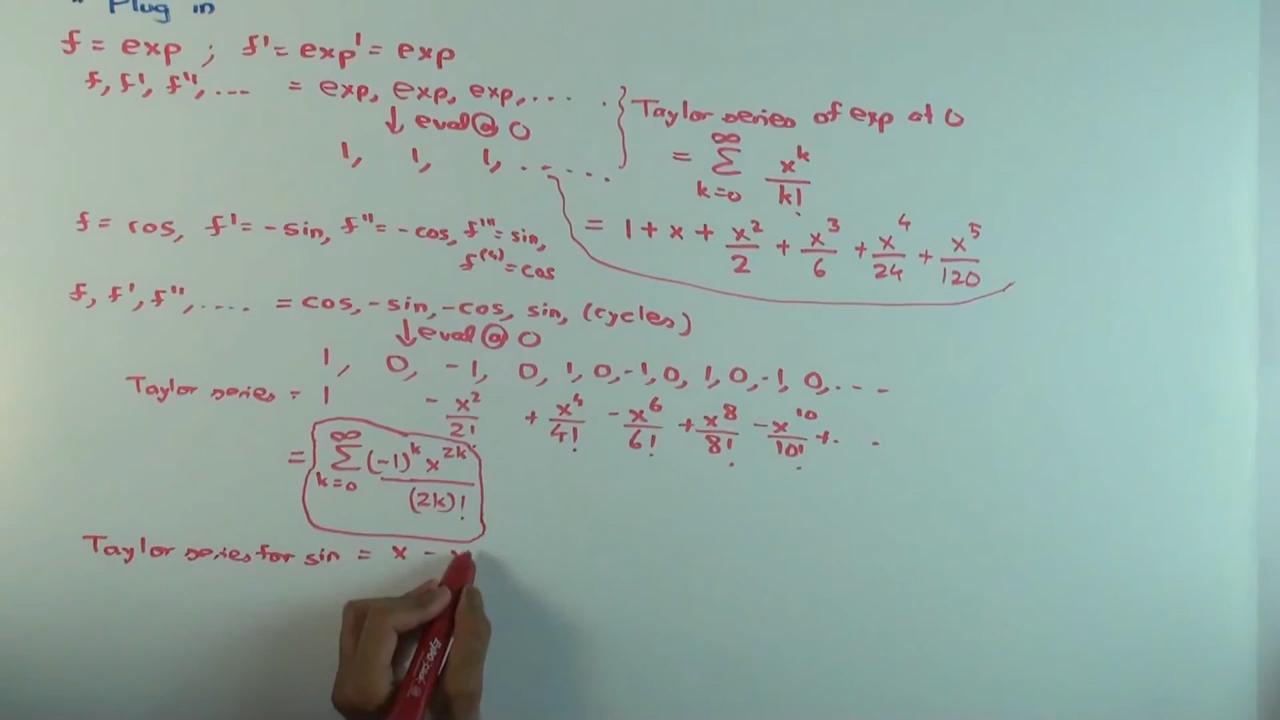 " Plug in
f = exp ; f' = exp' = exp
f, f', f'', .... = exp, exp, exp, .... . } Taylor series of exp at 0
↓ eval @ 0
1, 1, 1, ......
= ∑_{k=0}^{∞} x^k/k!
= 1 + x + x^2/2 + x^3/6 + x^4/24 + x^5/120
f = cos, f' = -sin, f'' = -cos, f''' = sin,
f^(4) = cos
f, f', f'', .... = cos, -sin, -cos, sin, (cycles)
↓ eval @ 0
1, 0, -1, 0, 1, 0, -1, 0, 1, 0, -1, 0, ...
Taylor series = 1 - x^2/2! + x^4/4! - x^6/6! + x^8/8! - x^10/10! + . .
= ∑_{k=0}^{∞} (-1)^k x^{2k}/(2k)!
Taylor series for sin = x - x